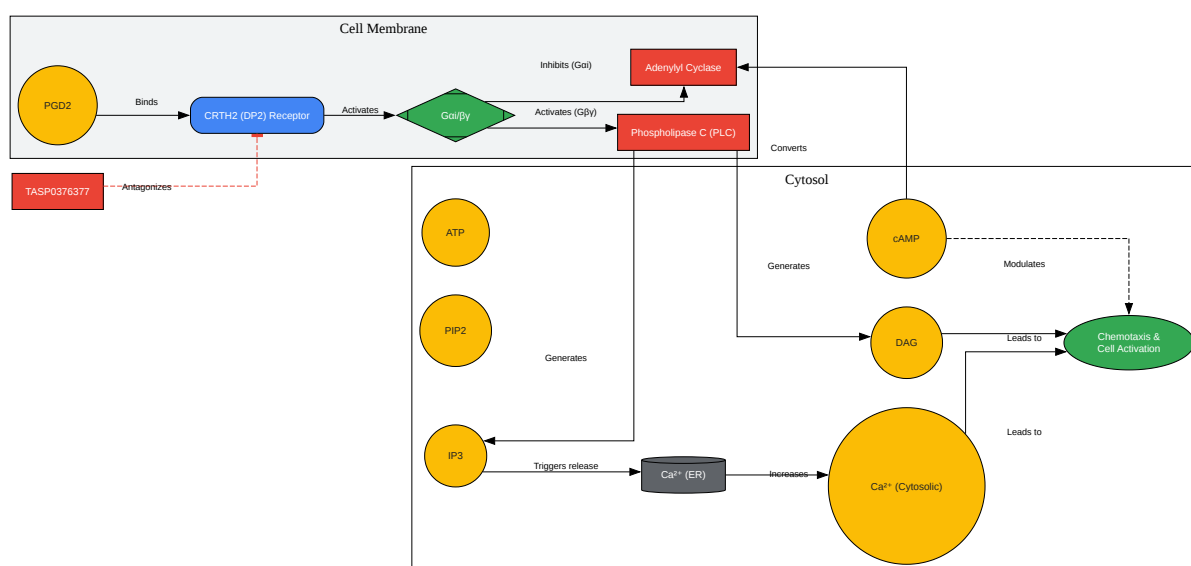 Cell Membrane
PGD2
Binds
CRTH2 (DP2) Receptor
Activates
Gαi/βγ
Inhibits (Gαi)
Adenylyl Cyclase
Activates (Gβγ)
Phospholipase C (PLC)
Converts
TASP0376377
Antagonizes
Cytosol
ATP
cAMP
Generates
Modulates
PIP2
DAG
Leads to
Chemotaxis &
Cell Activation
Generates
Leads to
IP3
Triggers release
Ca²⁺ (ER)
Increases
Ca²⁺ (Cytosolic)